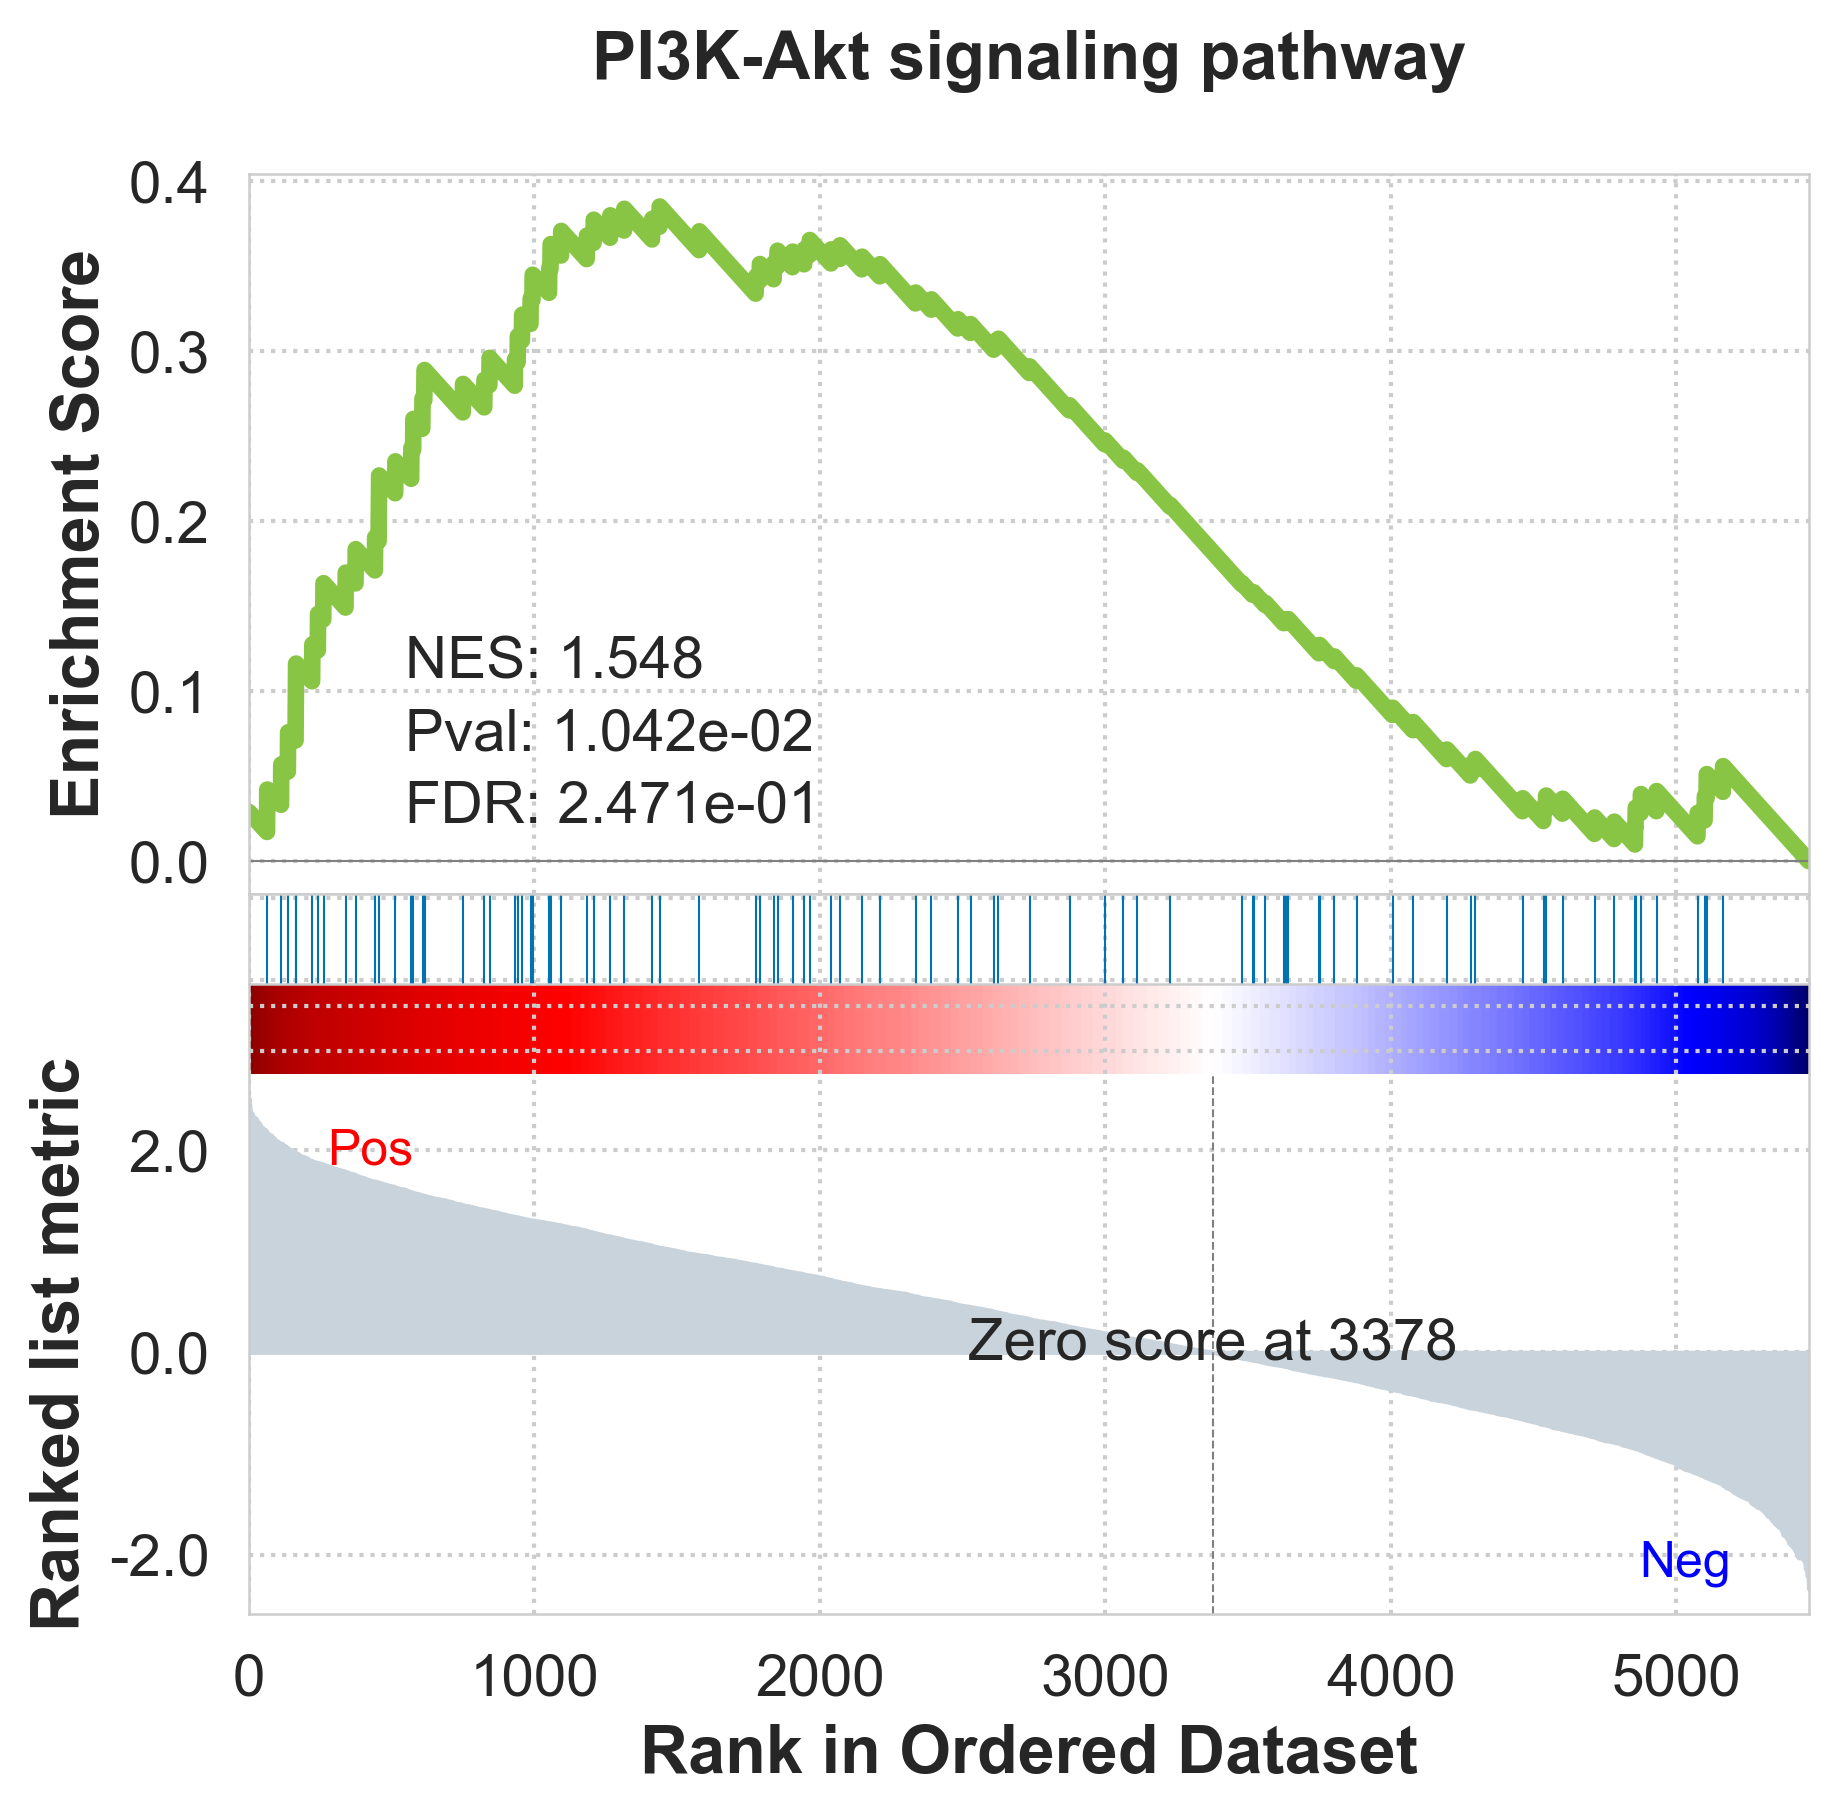 PI3K-Akt signaling pathway
Enrichment Score
0.4
0.3
0.2
0.1
0.0
NES: 1.548
Pval: 1.042e-02
FDR: 2.471e-01
Ranked list metric
2.0
0.0
-2.0
Pos
Zero score at 3378
Neg
0 1000 2000 3000 4000 5000
Rank in Ordered Dataset